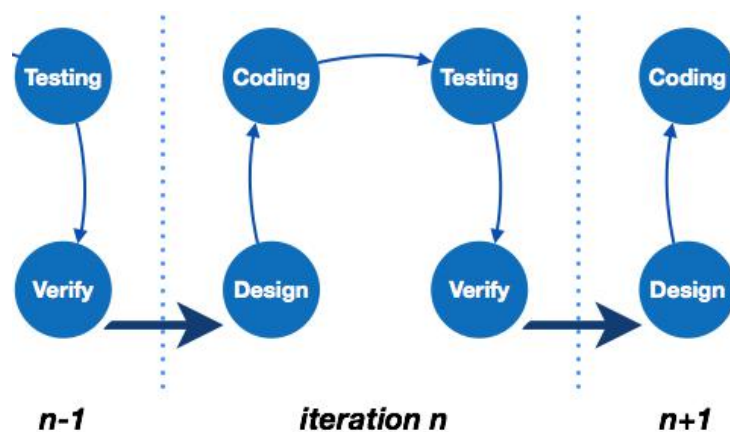 Testing
Coding
Testing
Coding
Verify
Design
Verify
Design
n-1
iteration n
n+1